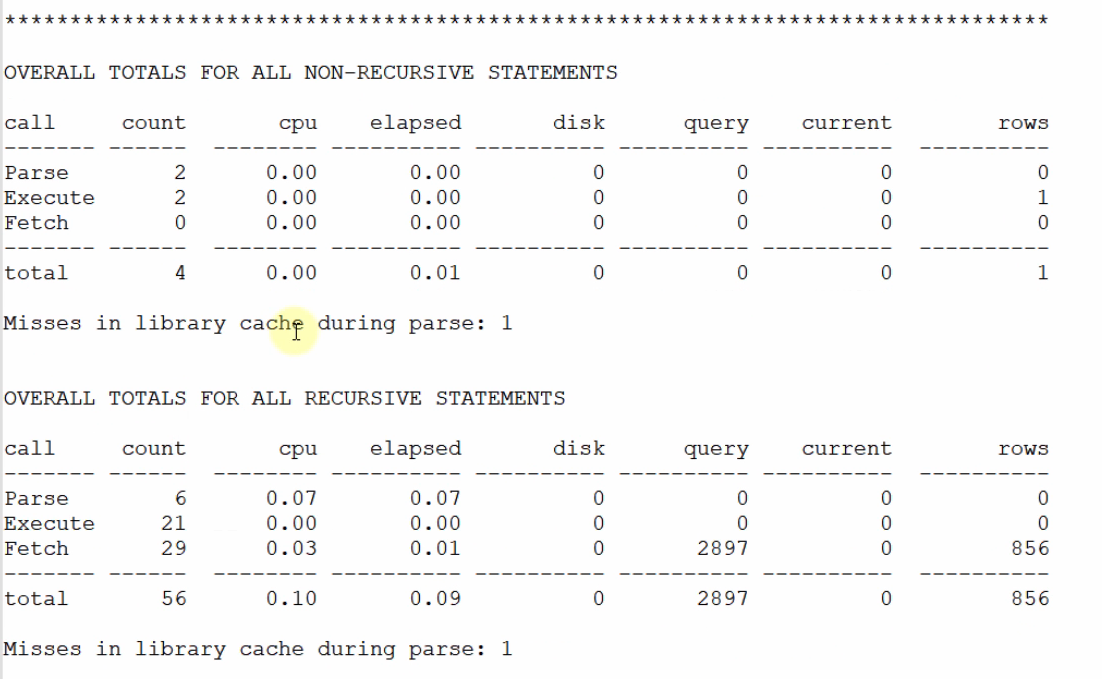 ********************************************************************************
OVERALL TOTALS FOR ALL NON-RECURSIVE STATEMENTS
call     count       cpu    elapsed       disk      query    current        rows
------- ------  -------- ---------- ---------- ---------- ----------  ----------
Parse        2      0.00       0.00          0          0          0           0
Execute      2      0.00       0.00          0          0          0           1
Fetch        0      0.00       0.00          0          0          0           0
------- ------  -------- ---------- ---------- ---------- ----------  ----------
total        4      0.00       0.01          0          0          0           1
Misses in library cache during parse: 1
OVERALL TOTALS FOR ALL RECURSIVE STATEMENTS
call     count       cpu    elapsed       disk      query    current        rows
------- ------  -------- ---------- ---------- ---------- ----------  ----------
Parse        6      0.07       0.07          0          0          0           0
Execute     21      0.00       0.00          0          0          0           0
Fetch       29      0.03       0.01          0       2897          0         856
------- ------  -------- ---------- ---------- ---------- ----------  ----------
total       56      0.10       0.09          0       2897          0         856
Misses in library cache during parse: 1